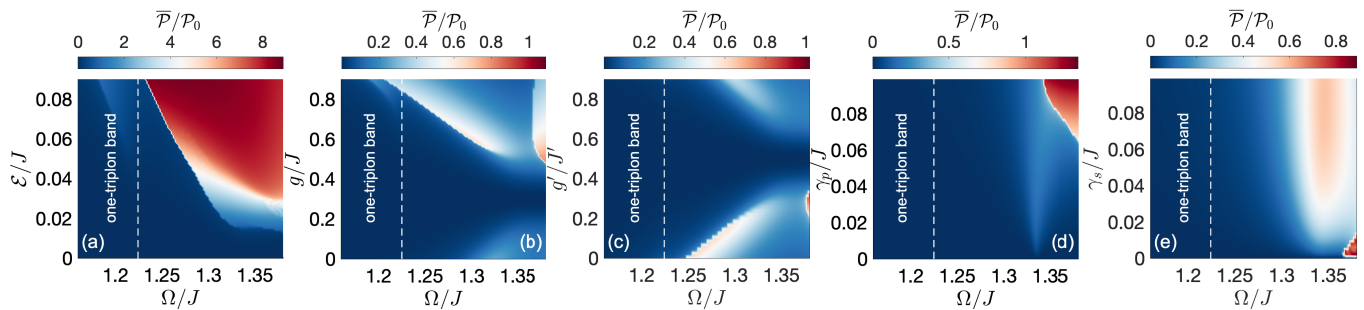 P̅/P₀ P̅/P₀ P̅/P₀ P̅/P₀ P̅/P₀
0 2 4 6 8
0.2 0.4 0.6 0.8 1
0.2 0.4 0.6 0.8 1
0 0.5 1
0 0.2 0.4 0.6 0.8
ℰ/J
0.08
0.06
0.04
0.02
0
one-triplon band
(a)
1.2 1.25 1.3 1.35
Ω/J
g/J
0.8
0.6
0.4
0.2
0
one-triplon band
(b)
1.2 1.25 1.3 1.35
Ω/J
g′/J′
0.8
0.6
0.4
0.2
0
one-triplon band
(c)
1.2 1.25 1.3 1.35
Ω/J
γₚ/J
0.08
0.06
0.04
0.02
0
one-triplon band
(d)
1.2 1.25 1.3 1.35
Ω/J
γₛ/J
0.08
0.06
0.04
0.02
0
one-triplon band
(e)
1.2 1.25 1.3 1.35
Ω/J